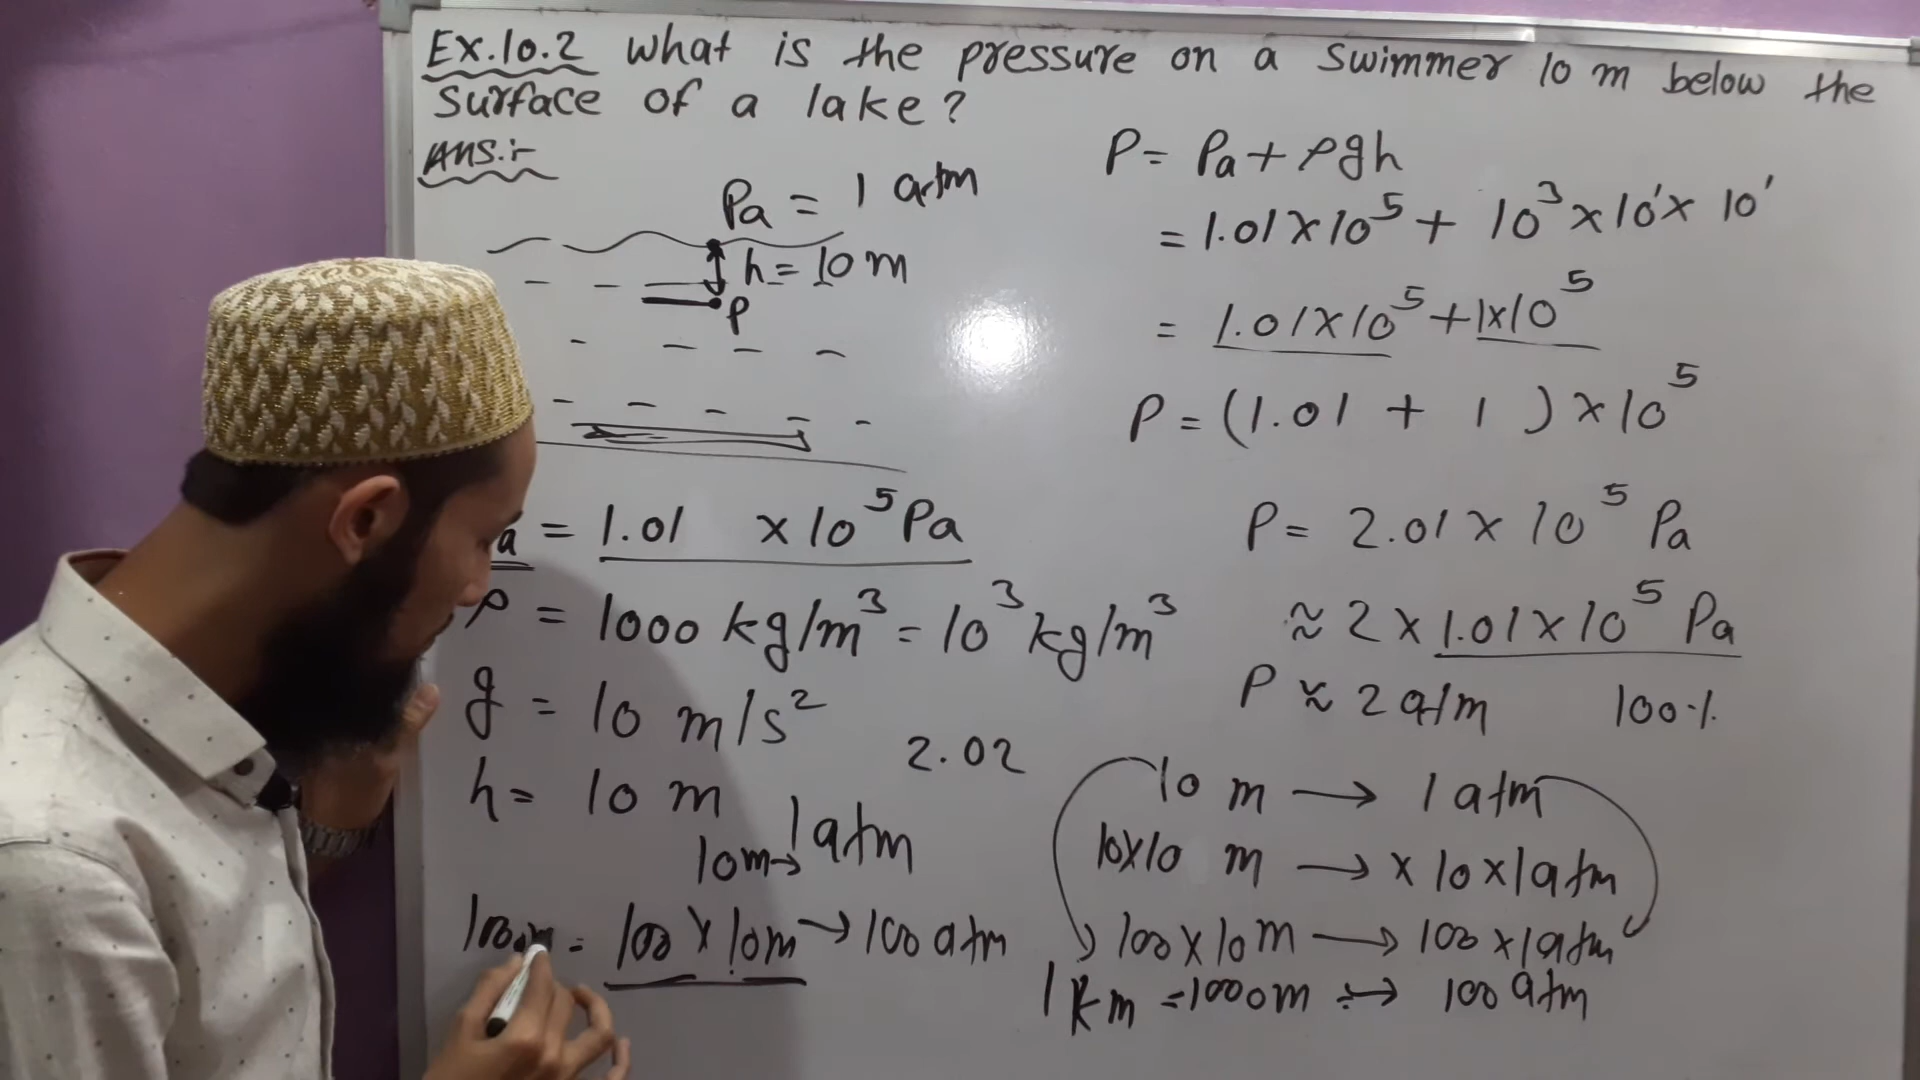 Ex.10.2 What is the pressure on a swimmer 10 m below the
surface of a lake?
Ans.:-
Pa = 1 atm
h = 10 m
P
a = 1.01 × 10⁵ Pa
ρ = 1000 kg/m³ = 10³ kg/m³
g = 10 m/s²
h = 10 m
2.02
10m → 1 atm
= 100 × 10m → 100 atm
P = Pa + ρgh
= 1.01 × 10⁵ + 10³ × 10¹ × 10¹
= 1.01 × 10⁵ + 1×10⁵
P = (1.01 + 1) × 10⁵
P = 2.01 × 10⁵ Pa
≈ 2 × 1.01 × 10⁵ Pa
P ≈ 2 atm 100%
10 m → 1 atm
10×10 m → × 10 × 1 atm
100 × 10 m → 100 × 1 atm
1 km = 1000 m → 100 atm